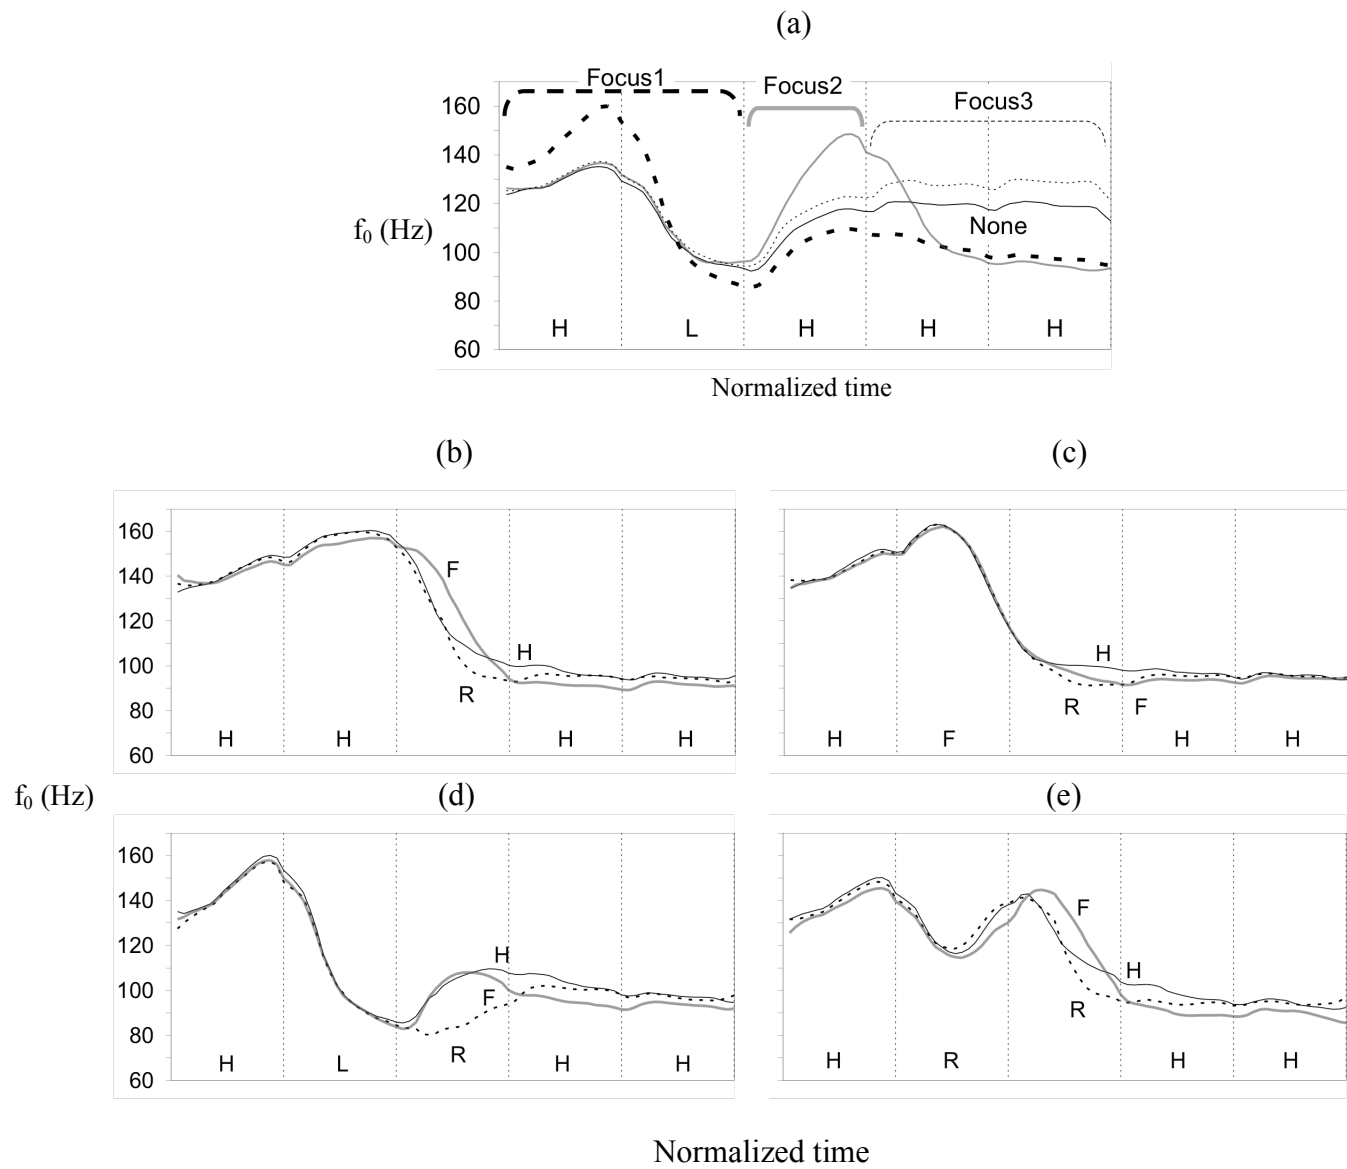 (a)
Focus1 Focus2 Focus3
160
140
120
f₀ (Hz)
None
100
80
H L H H H
60
Normalized time
(b) (c)
160
140
F
120
H
100
R
80
H H H H
60
160
140
120
H
100
R F
80
H F H H
60
f₀ (Hz)
(d) (e)
160
140
120
H
100
F
80
R
H L H H
60
160
140
F
120
H
100
R
80
H R H H
60
Normalized time